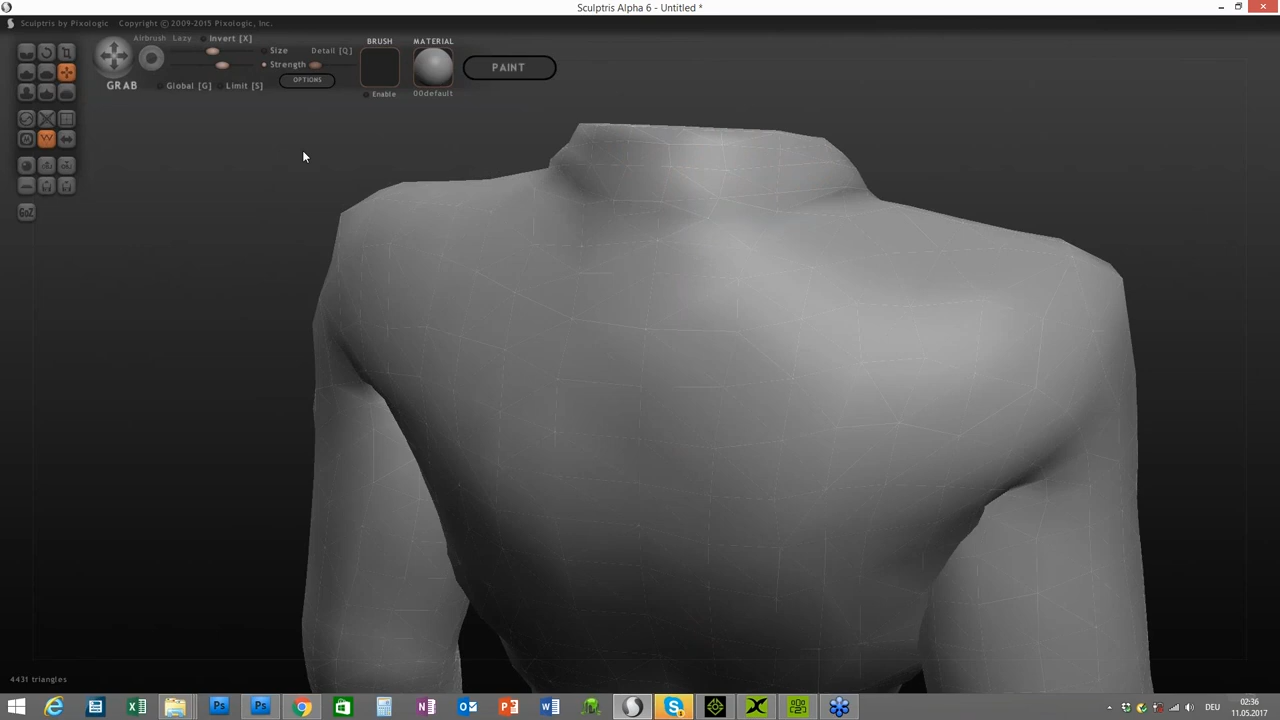 Sculptris Alpha 6 - Untitled *
Sculptris by Pixologic Copyright © 2009-2015 Pixologic, Inc.
Airbrush Lazy Invert [X]
Size Detail [Q]
Strength
GRAB Global [G] Limit [S] OPTIONS
BRUSH MATERIAL
Enable 00default
PAINT
GoZ
4431 triangles
DEU
02:36
11.05.2017